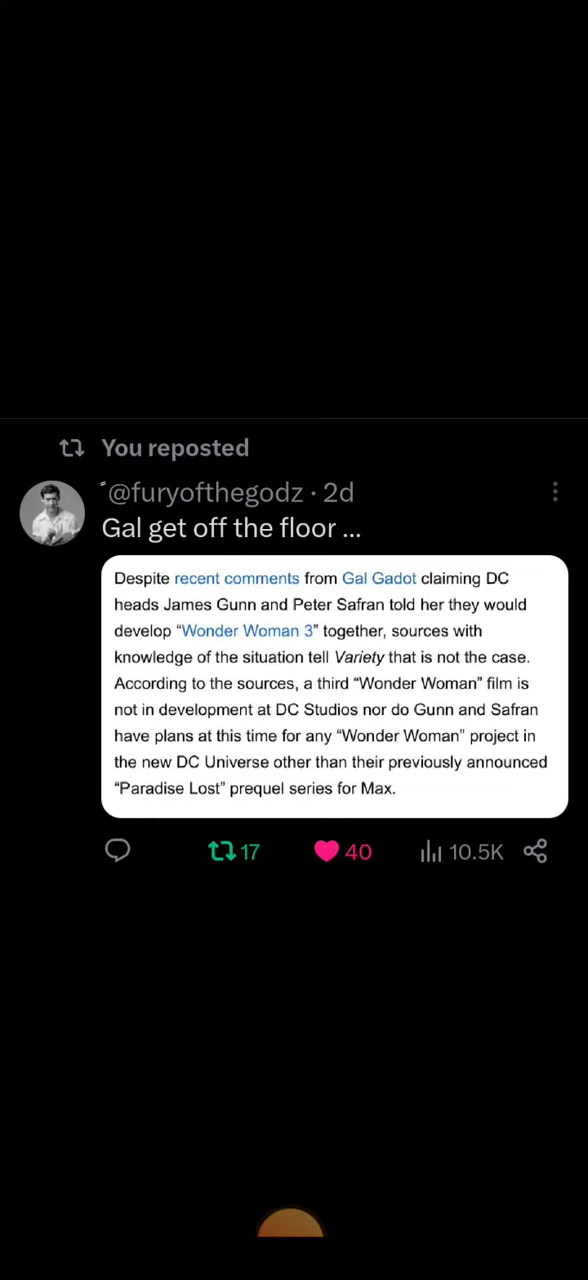 You reposted
@furyofthegodz · 2d
Gal get off the floor ...
Despite recent comments from Gal Gadot claiming DC
heads James Gunn and Peter Safran told her they would
develop “Wonder Woman 3” together, sources with
knowledge of the situation tell Variety that is not the case.
According to the sources, a third “Wonder Woman” film is
not in development at DC Studios nor do Gunn and Safran
have plans at this time for any “Wonder Woman” project in
the new DC Universe other than their previously announced
“Paradise Lost” prequel series for Max.
17 40 10.5K